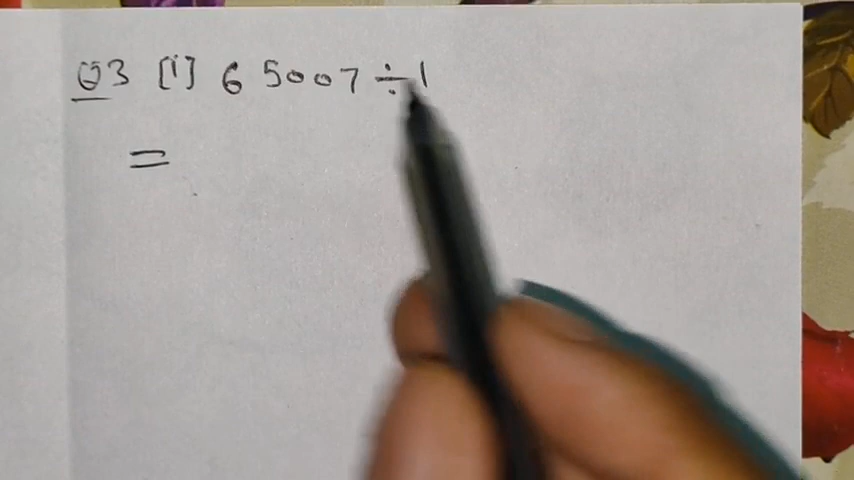 Q3 [i] 65007 ÷ 1
=